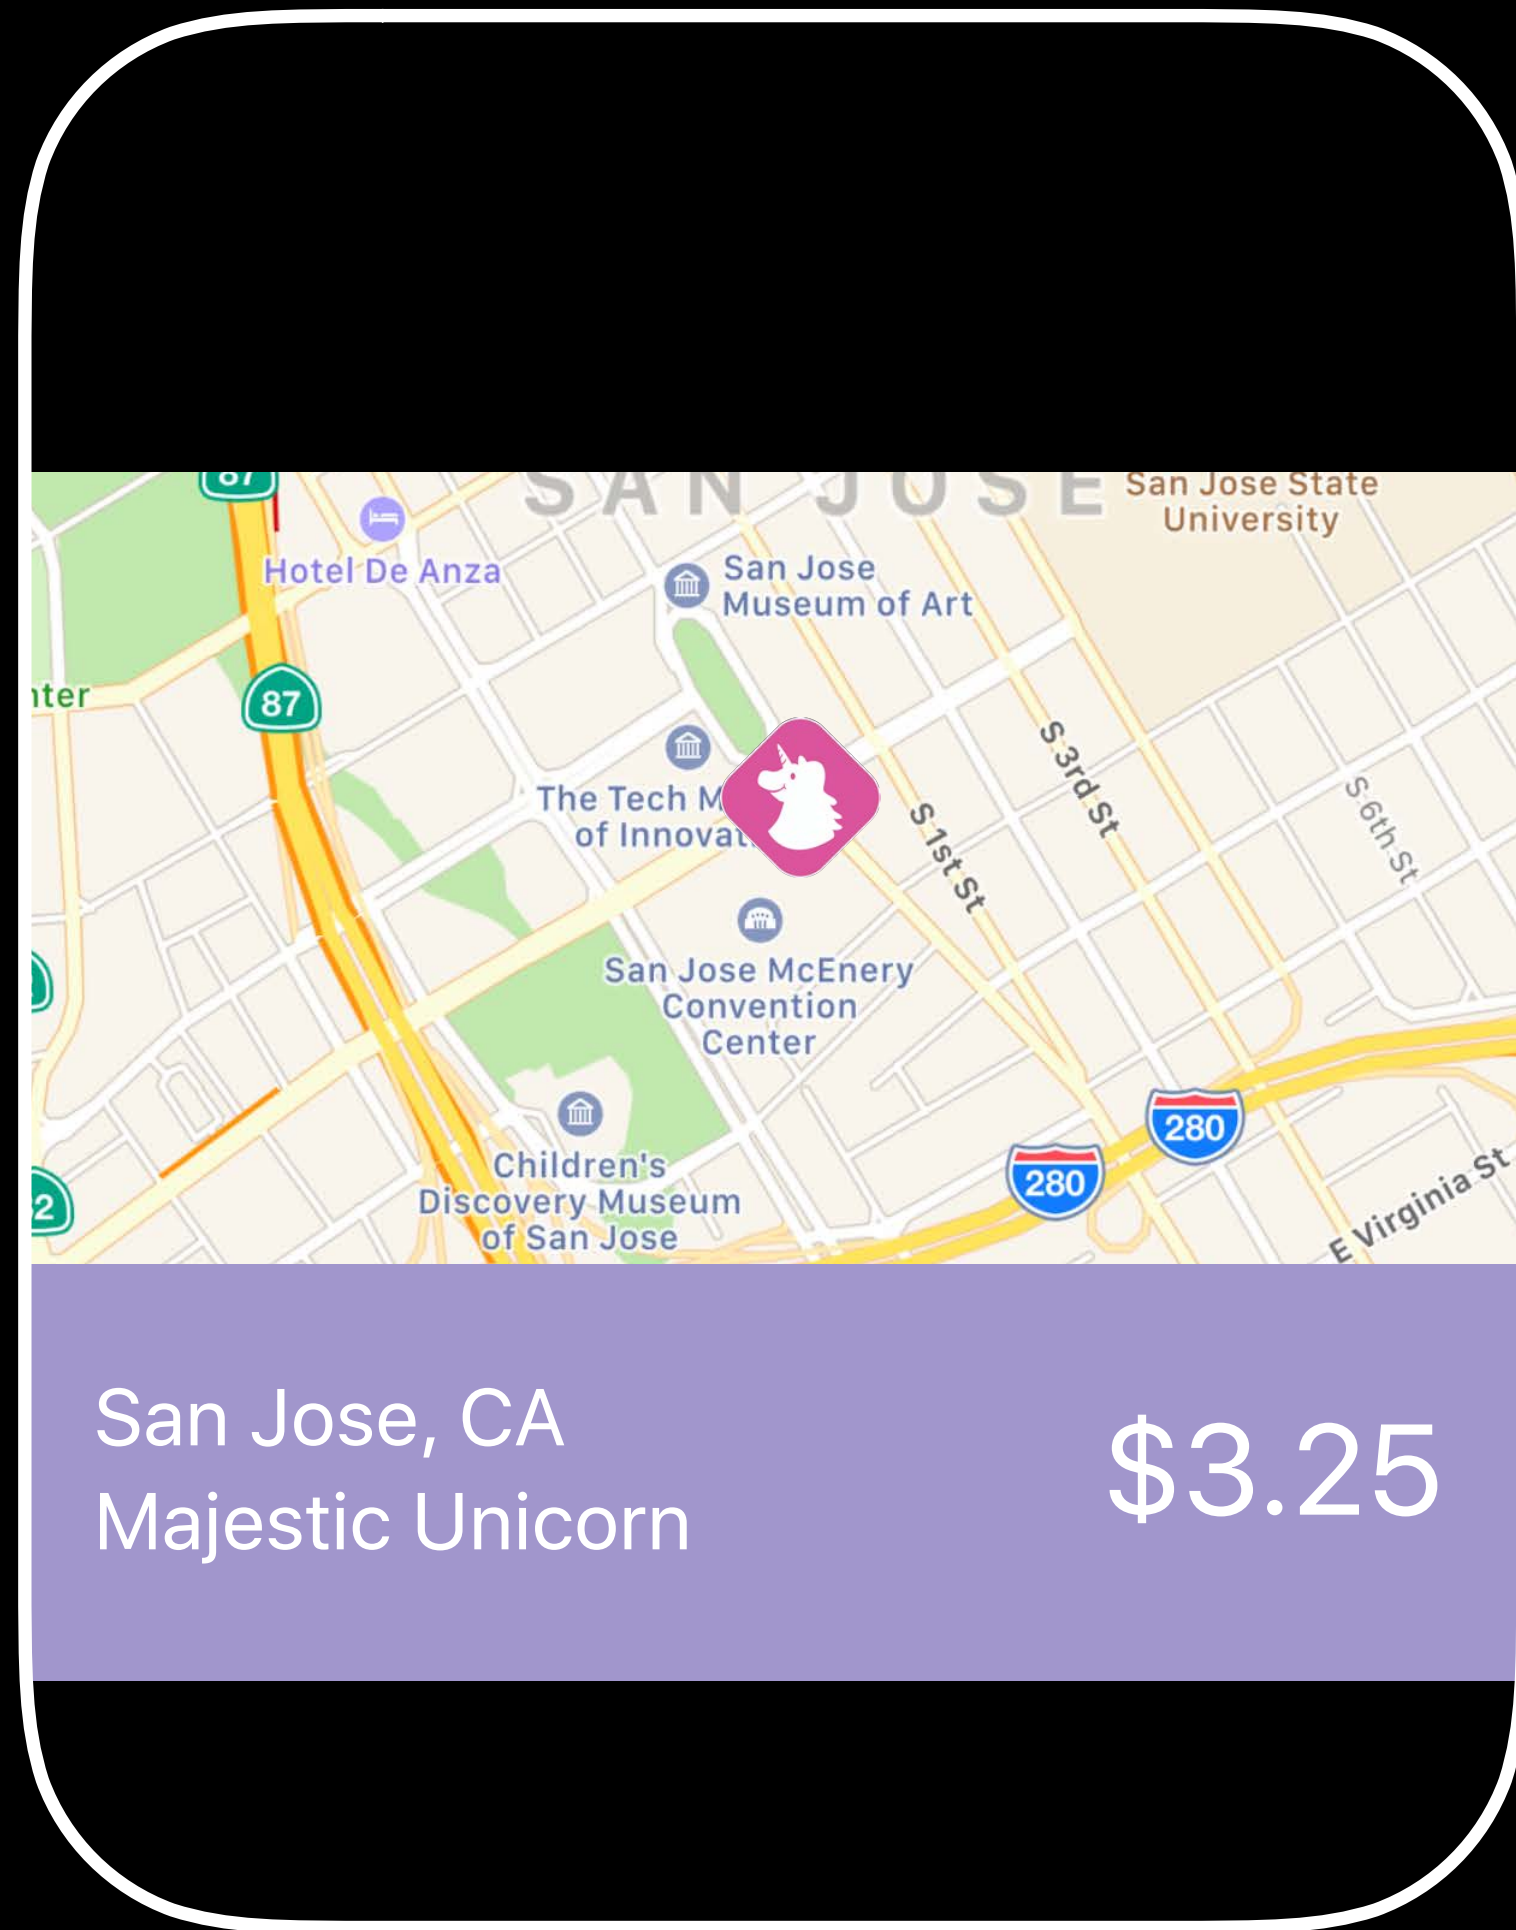 87
SAN JOSE
San Jose State
University
Hotel De Anza
San Jose
Museum of Art
87
S 3rd St
The Tech
of
S 1st St
S 6th St
San Jose McEnery
Convention
Center
280
280
Children's
Discovery Museum
of San Jose
E Virginia St
San Jose, CA
Majestic Unicorn
$3.25